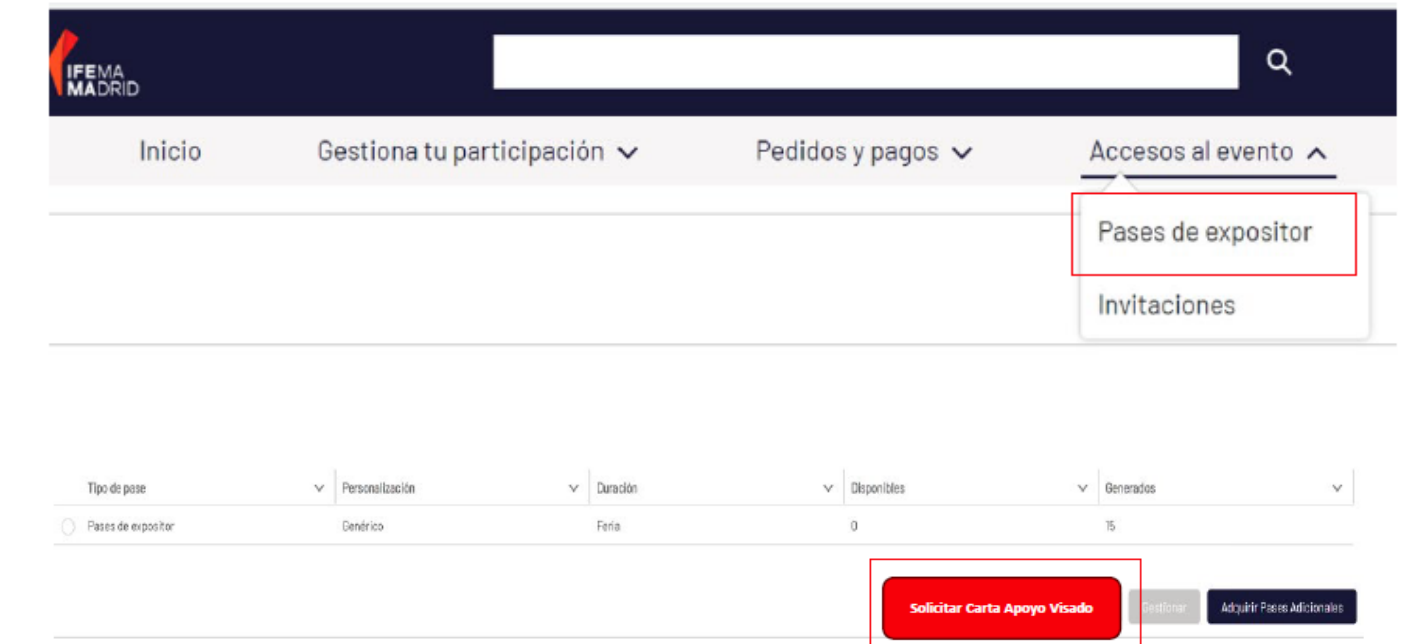 IFEMA
MADRID
Inicio Gestiona tu participación Pedidos y pagos Accesos al evento
Pases de expositor
Invitaciones
Tipo de pase Personalización Duración Disponibles Generados
Pases de expositor Genérico Feria 0 15
Solicitar Carta Apoyo Visado Gestionar Adquirir Pases Adicionales